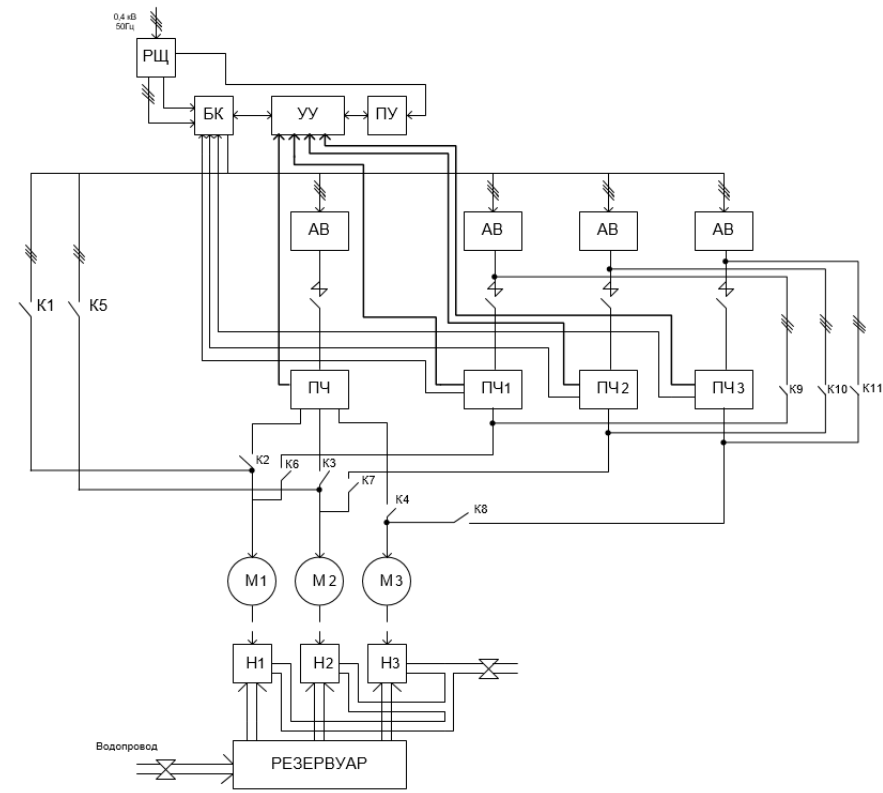 0,4 кВ
50Гц
РЩ
БК
УУ
ПУ
АВ
АВ
АВ
АВ
К1
К5
ПЧ
ПЧ1
ПЧ2
ПЧ3
К9
К10
К11
К2
К6
К3
К7
К4
К8
М1
М2
М3
Н1
Н2
Н3
Водопровод
РЕЗЕРВУАР